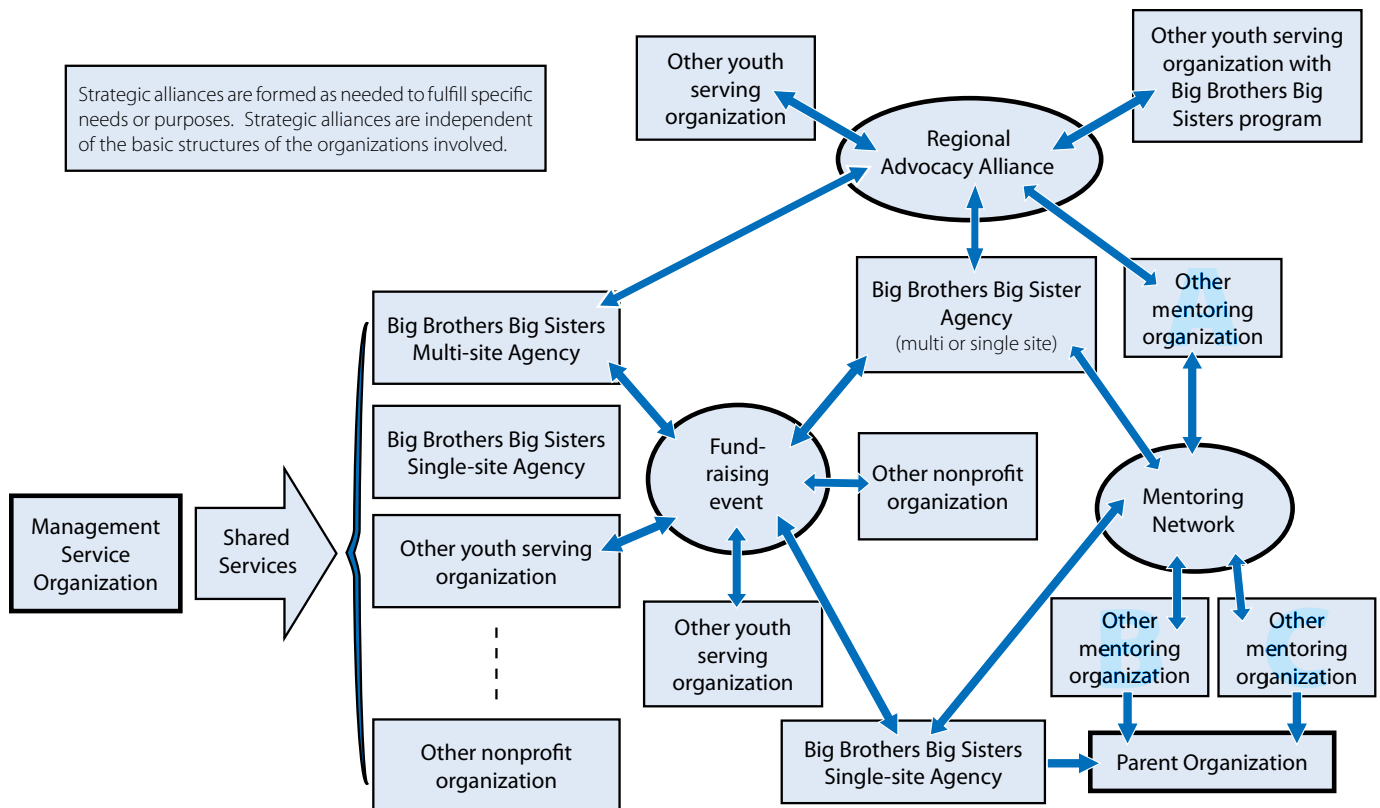 Strategic alliances are formed as needed to fulfill specific
needs or purposes. Strategic alliances are independent
of the basic structures of the organizations involved.
Other youth
serving
organization
Other youth serving
organization with
Big Brothers Big
Sisters program
Regional
Advocacy Alliance
Big Brothers Big Sisters
Multi-site Agency
Big Brothers Big Sister
Agency
(multi or single site)
A
Other
mentoring
organization
Big Brothers Big Sisters
Single-site Agency
Fund-
raising
event
Other nonprofit
organization
Mentoring
Network
Management
Service
Organization
Shared
Services
Other youth serving
organization
Other youth
serving
organization
B
Other
mentoring
organization
C
Other
mentoring
organization
Other nonprofit
organization
Big Brothers Big Sisters
Single-site Agency
Parent Organization